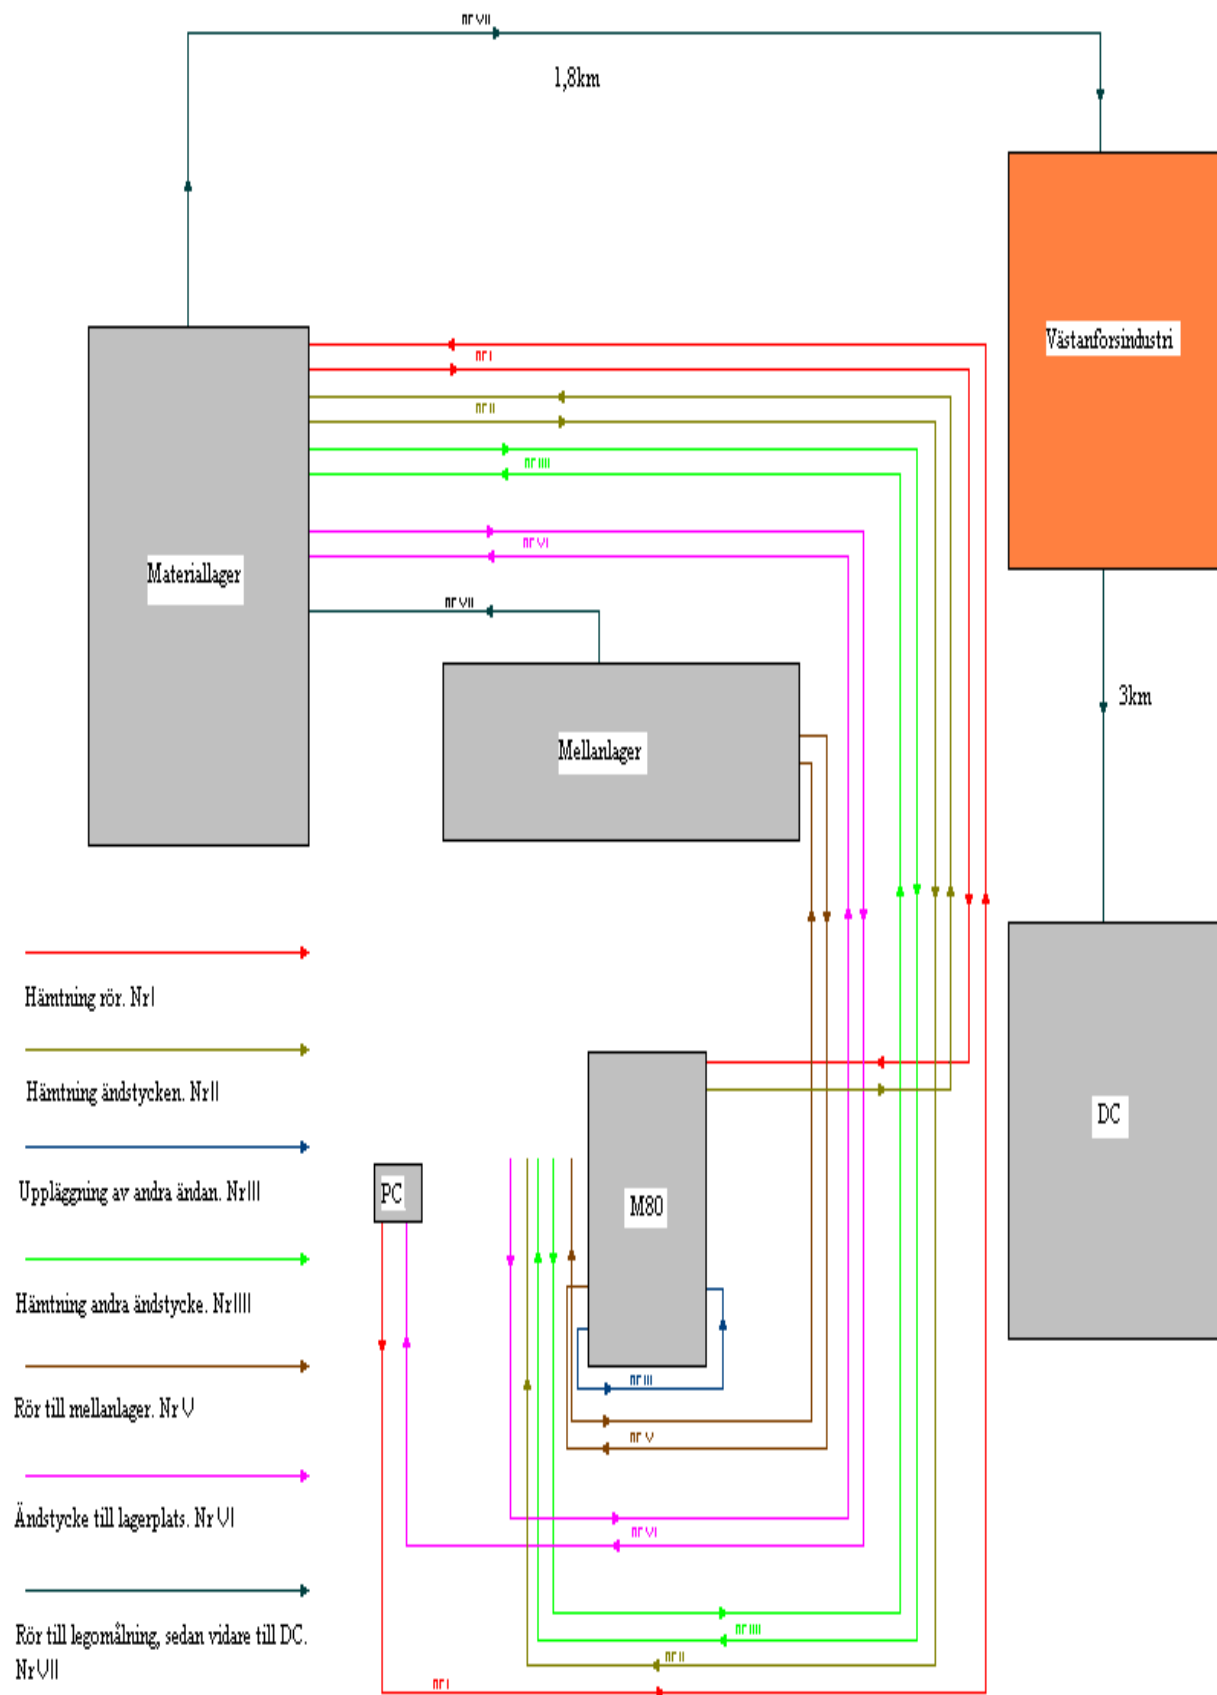 nr VII
1,8km
Västanforsindustri
nr I
nr II
nr IIII
nr VI
Materiallager
nr VII
3km
Mellanlager
Hämtning rör. Nr I
Hämtning ändstycken. Nr II
DC
Uppläggning av andra ändan. Nr III
PC
M80
Hämtning andra ändstycke. Nr IIII
nr III
Rör till mellanlager. Nr V
nr V
Ändstycke till lagerplats. Nr VI
nr VI
Rör till legomålning, sedan vidare till DC.
Nr VII
nr IIII
nr II
nr I